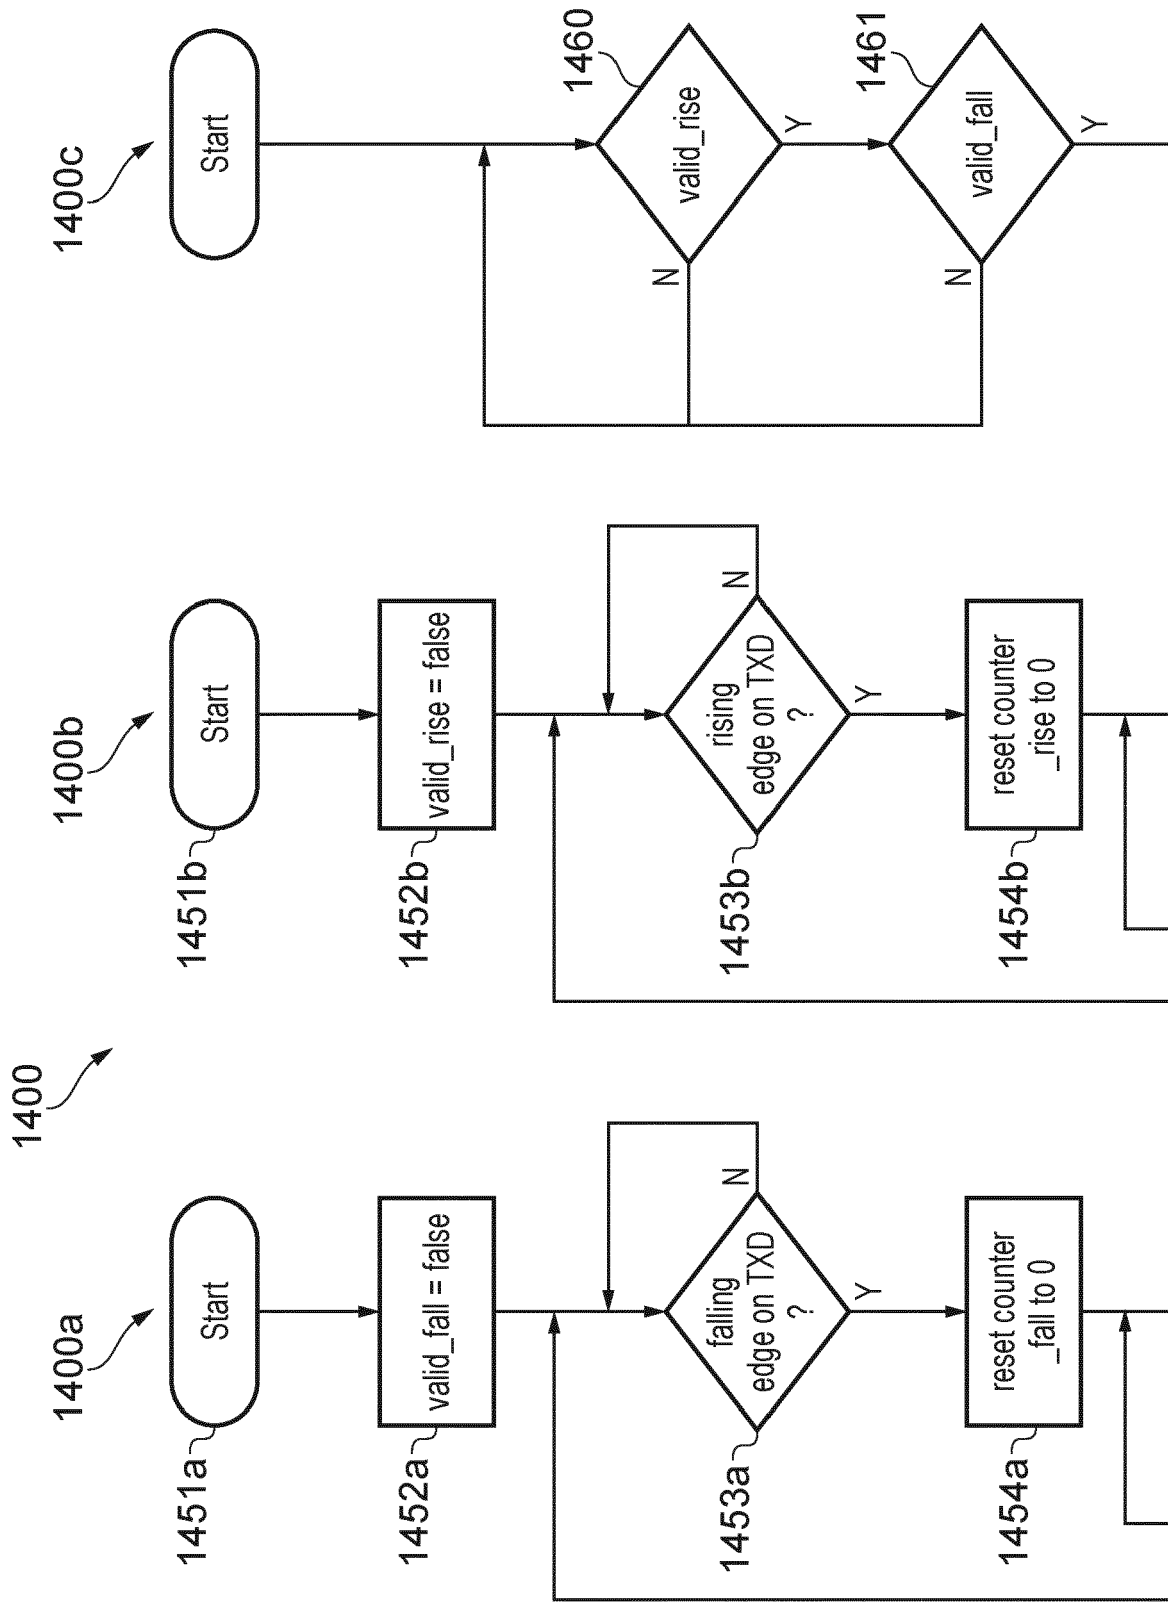 1400
1400a
Start
1451a
valid_fall = false
1452a
falling
edge on TXD
?
N
Y
1453a
reset counter
_fall to 0
1454a
1400b
Start
1451b
valid_rise = false
1452b
rising
edge on TXD
?
N
Y
1453b
reset counter
_rise to 0
1454b
1400c
Start
1460
valid_rise
N
Y
1461
valid_fall
N
Y